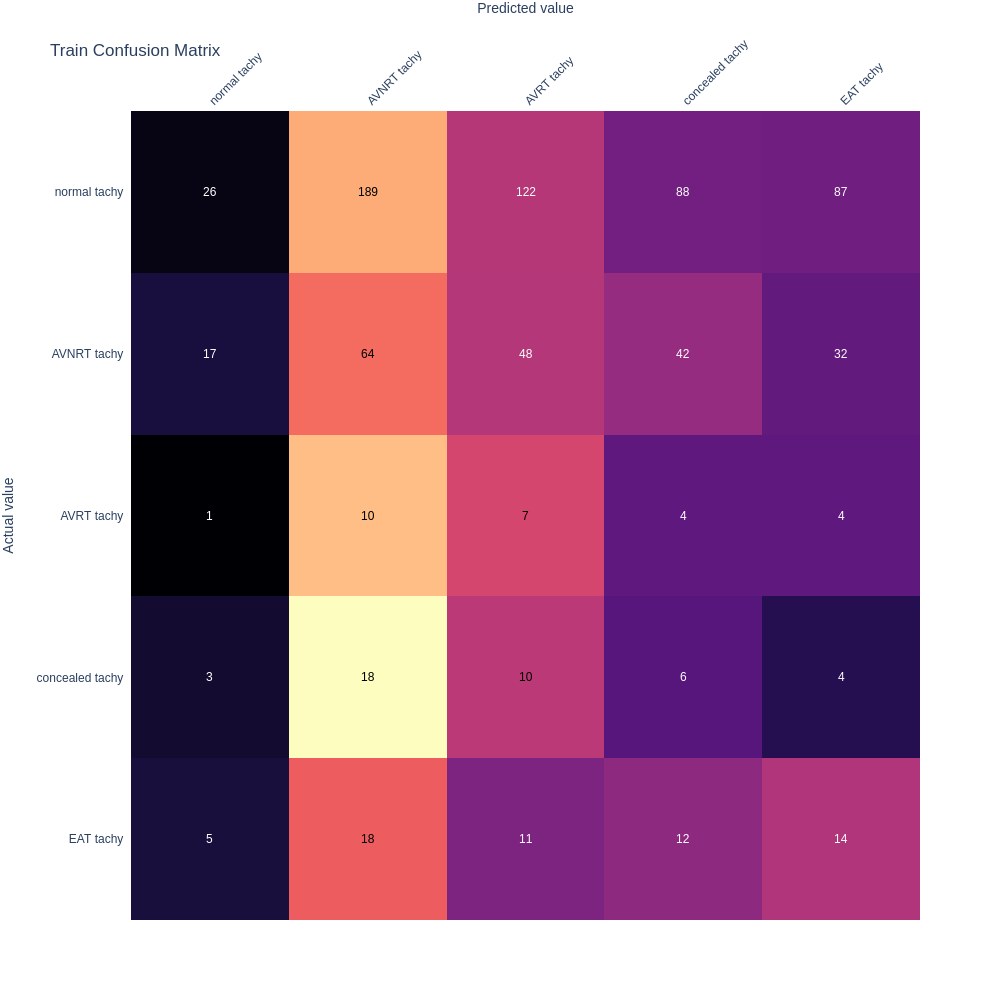 Predicted value
Train Confusion Matrix
normal tachy AVNRT tachy AVRT tachy concealed tachy EAT tachy
normal tachy 26 189 122 88 87
AVNRT tachy 17 64 48 42 32
AVRT tachy 1 10 7 4 4
concealed tachy 3 18 10 6 4
EAT tachy 5 18 11 12 14
Actual value